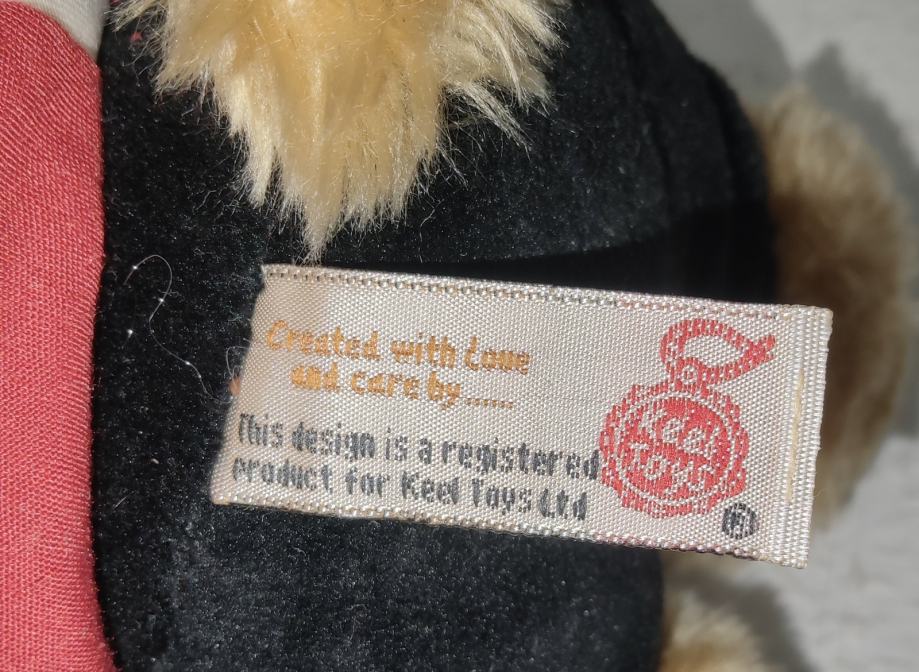 Created with Love
and care by......
This design is a registered
product for Keel Toys Ltd
Keel
Toys
®